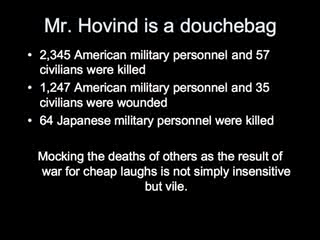 Mr. Hovind is a douchebag
• 2,345 American military personnel and 57
civilians were killed
• 1,247 American military personnel and 35
civilians were wounded
• 64 Japanese military personnel were killed
Mocking the deaths of others as the result of
war for cheap laughs is not simply insensitive
but vile.